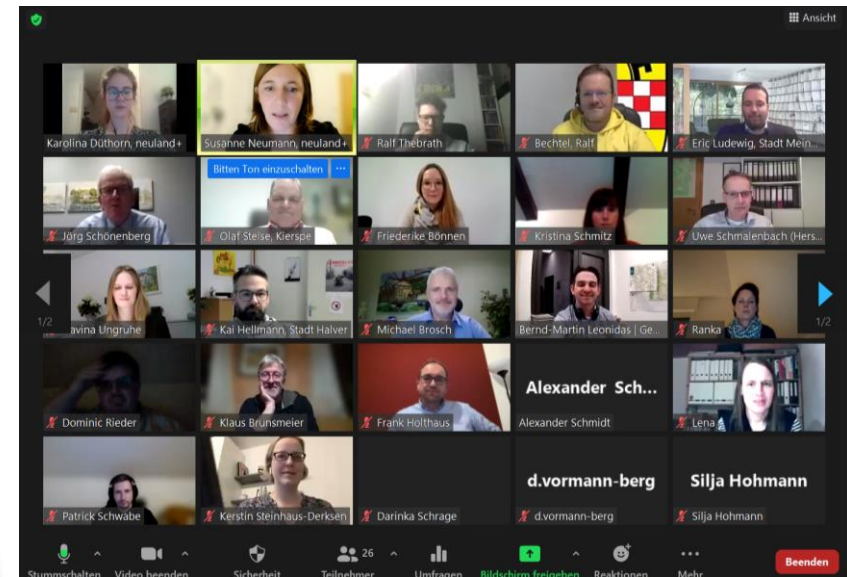 Ansicht
Karolina Düthorn, neuland+
Susanne Neumann, neuland+
Ralf Thebrath
Bechtel, Ralf
Eric Ludewig, Stadt Mein...
Bitten Ton einzuschalten ...
Jörg Schönenberg
Olaf Stelse, Kierspe
Friederike Bönnen
Kristina Schmitz
Uwe Schmalenbach (Hers...
1/2
avina Ungruhe
Kai Hellmann, Stadt Halver
Michael Brosch
Bernd-Martin Leonidas | Ge...
Ranka
1/2
Dominic Rieder
Klaus Brunsmeier
Frank Holthaus
Alexander Sch...
Alexander Schmidt
Lena
Patrick Schwabe
Kerstin Steinhaus-Derksen
Darinka Schrage
d.vormann-berg
d.vormann-berg
Silja Hohmann
Silja Hohmann
Stummschalten
Video beenden
Sicherheit
26
Teilnehmer
Umfragen
Bildschirm freigeben
Reaktionen
Mehr
Beenden